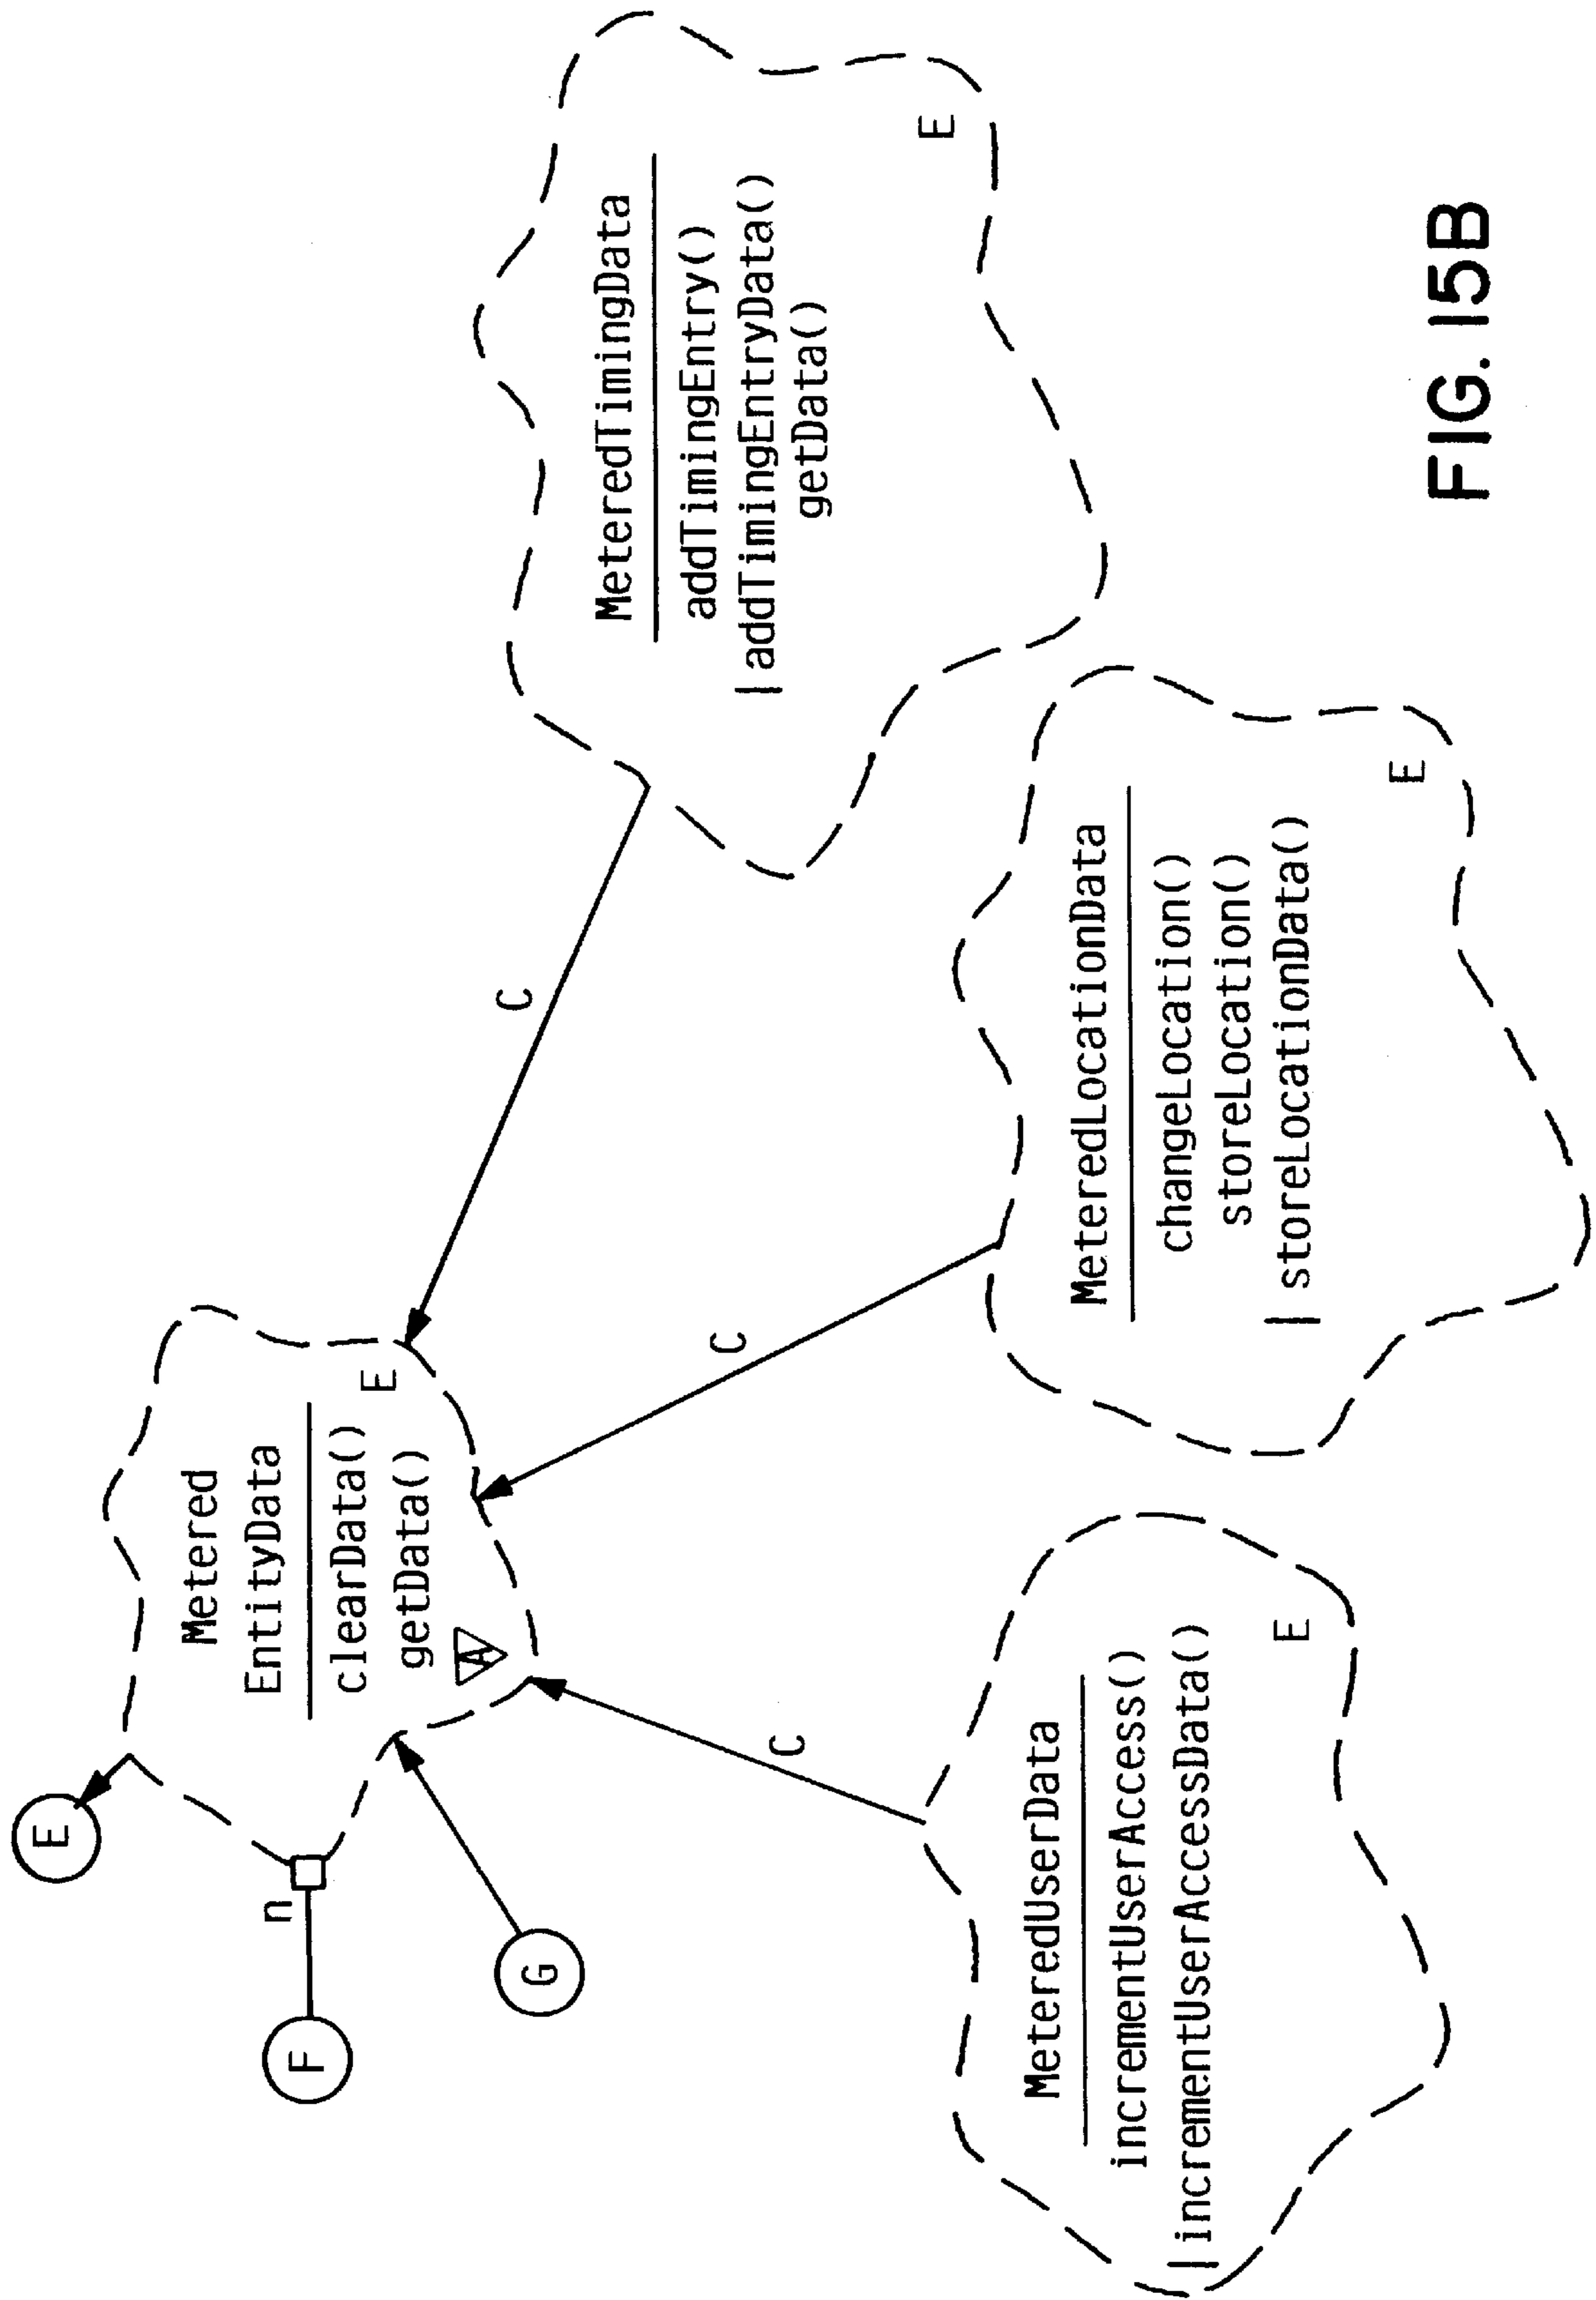 E
F
n
G
Metered
EntityData
clearData()
getData()
A
E
C
C
C
MeteredUserData
incrementUserAccess()
|incrementUserAccessData()
E
MeteredLocationData
changeLocation()
storeLocation()
|storeLocationData()
E
MeteredTimingData
addTimingEntry()
|addTimingEntryData()
getData()
E
FIG. 15B